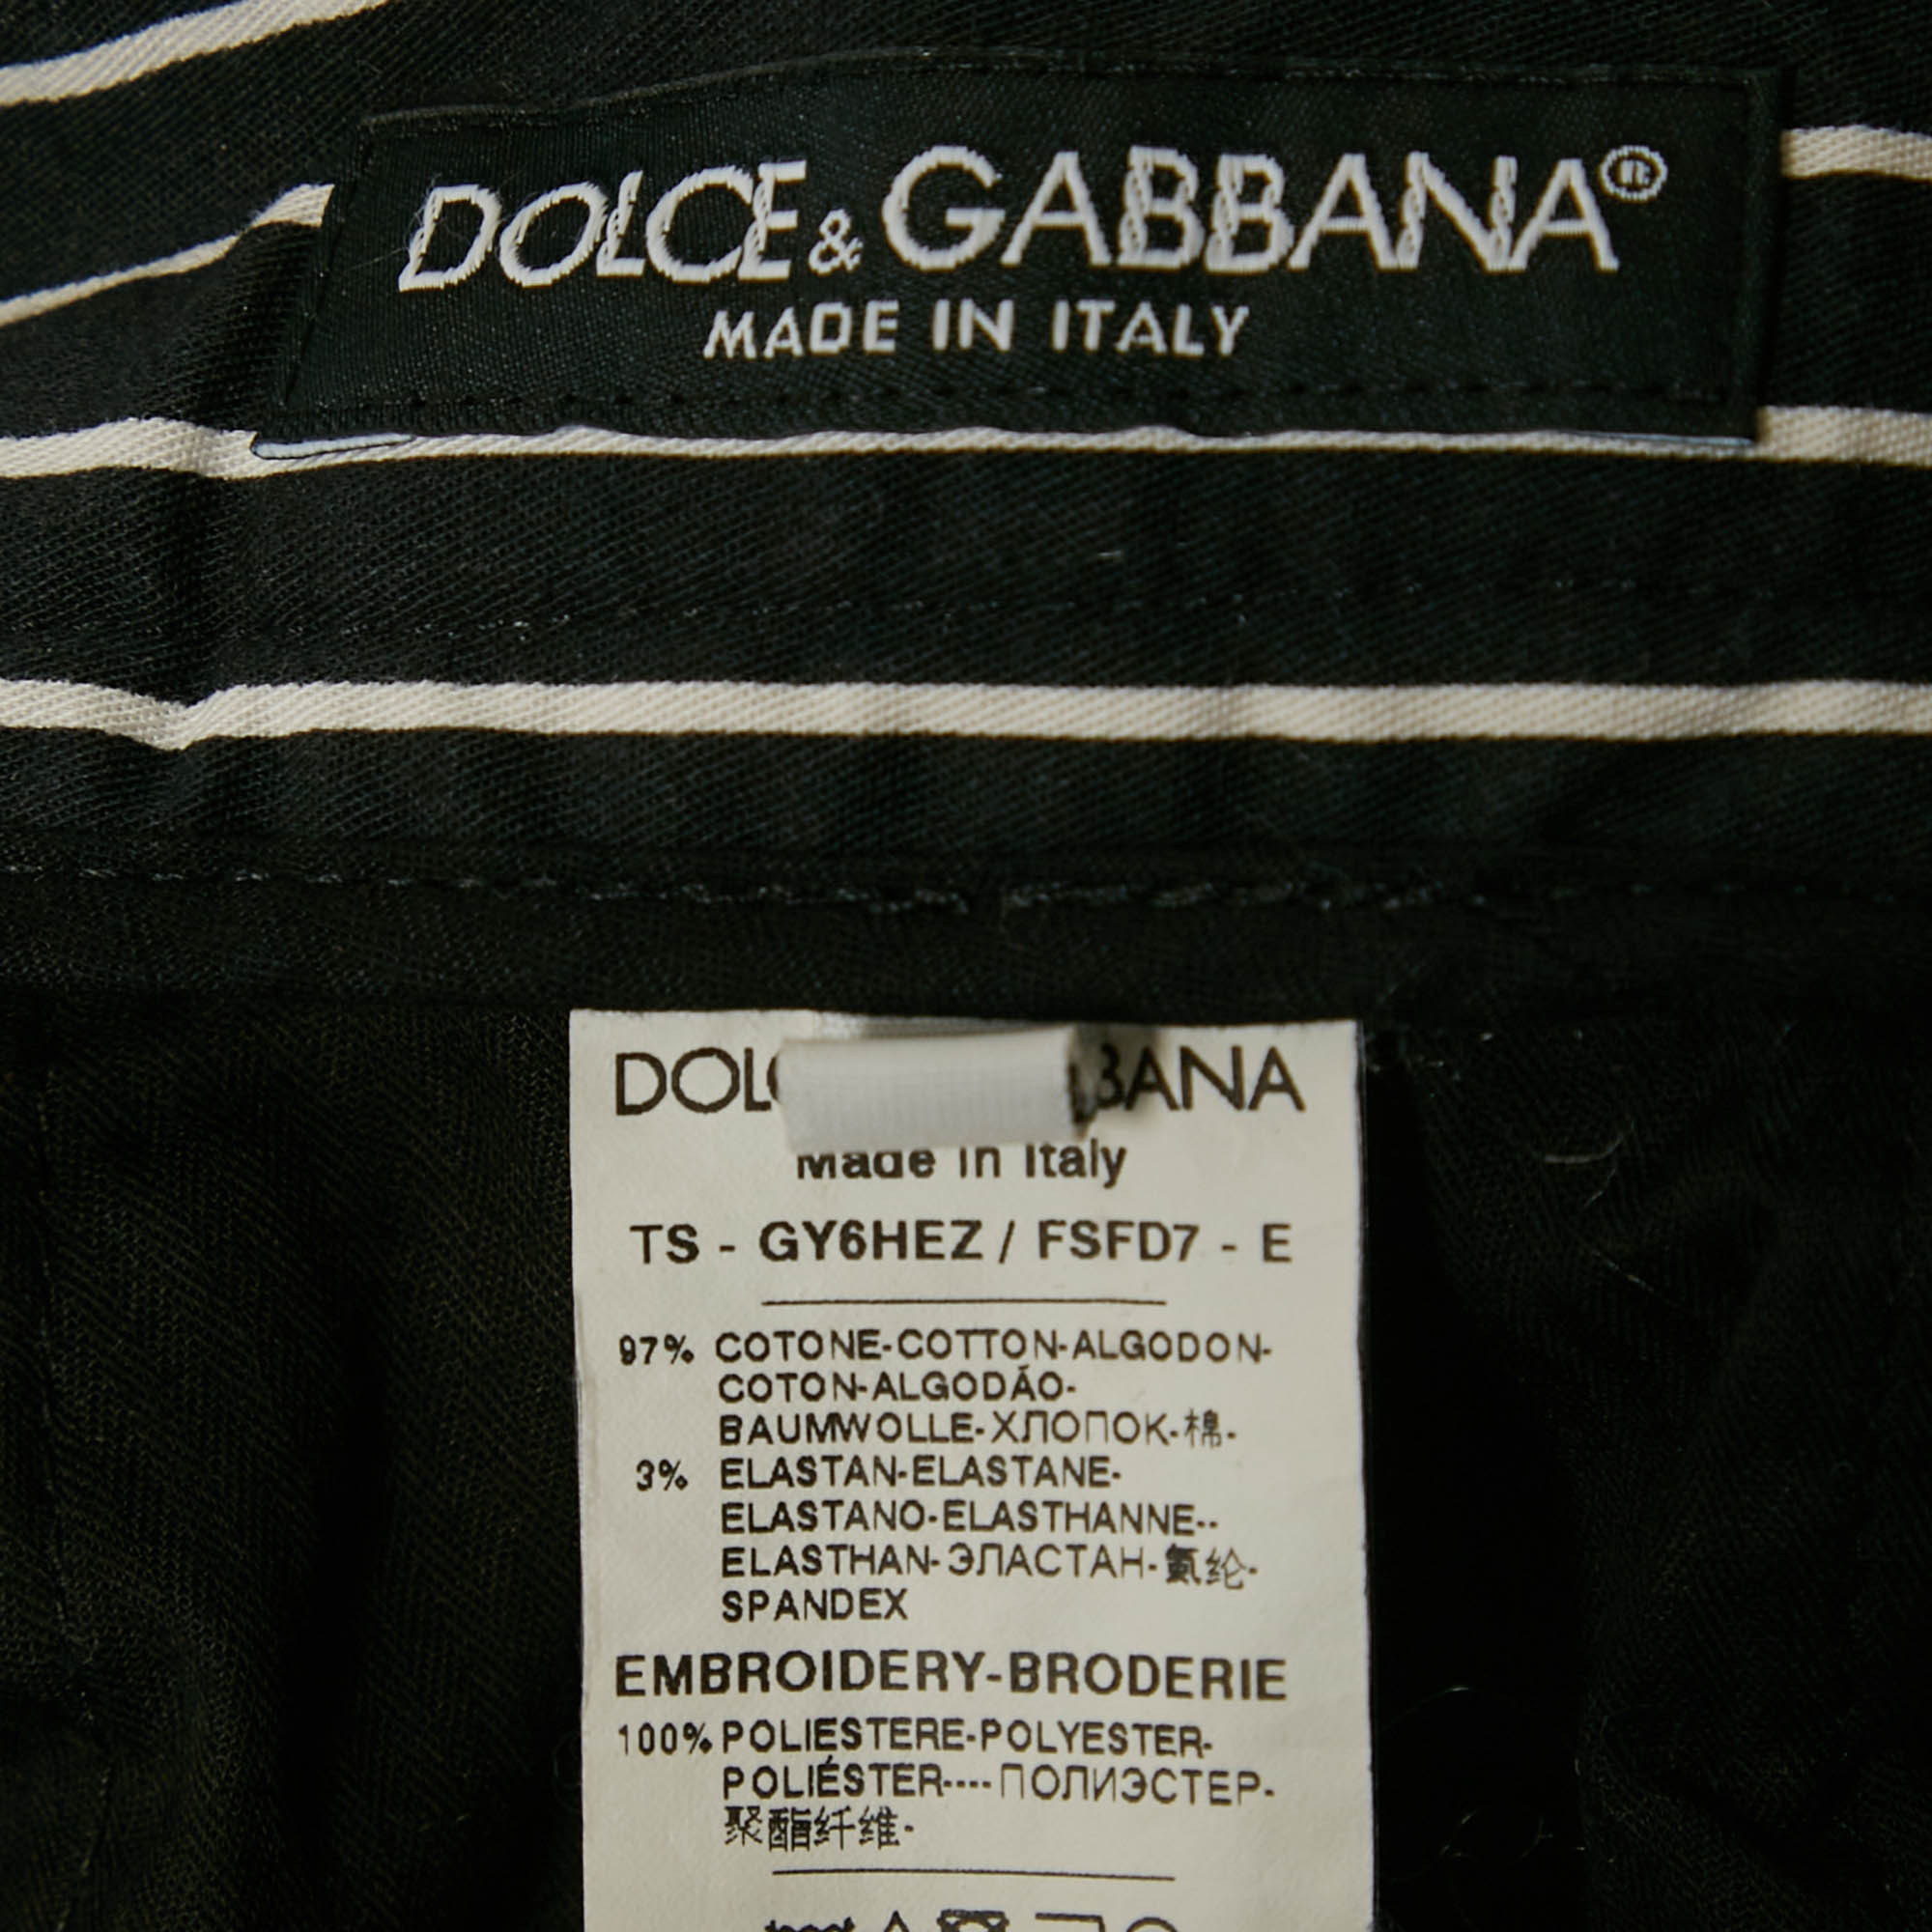 DOLCE & GABBANA®
MADE IN ITALY
Made in Italy
TS - GY6HEZ / FSFD7 - E
97% COTONE-COTTON-ALGODON-
COTON-ALGODÃO-
BAUMWOLLE-ХЛОПОК-棉-
3% ELASTAN-ELASTANE-
ELASTANO-ELASTHANNE--
ELASTHAN-ЭЛАСТАН-氨纶-
SPANDEX
EMBROIDERY-BRODERIE
100% POLIESTERE-POLYESTER-
POLIÉSTER----ПОЛИЭСТЕР-
聚酯纤维-